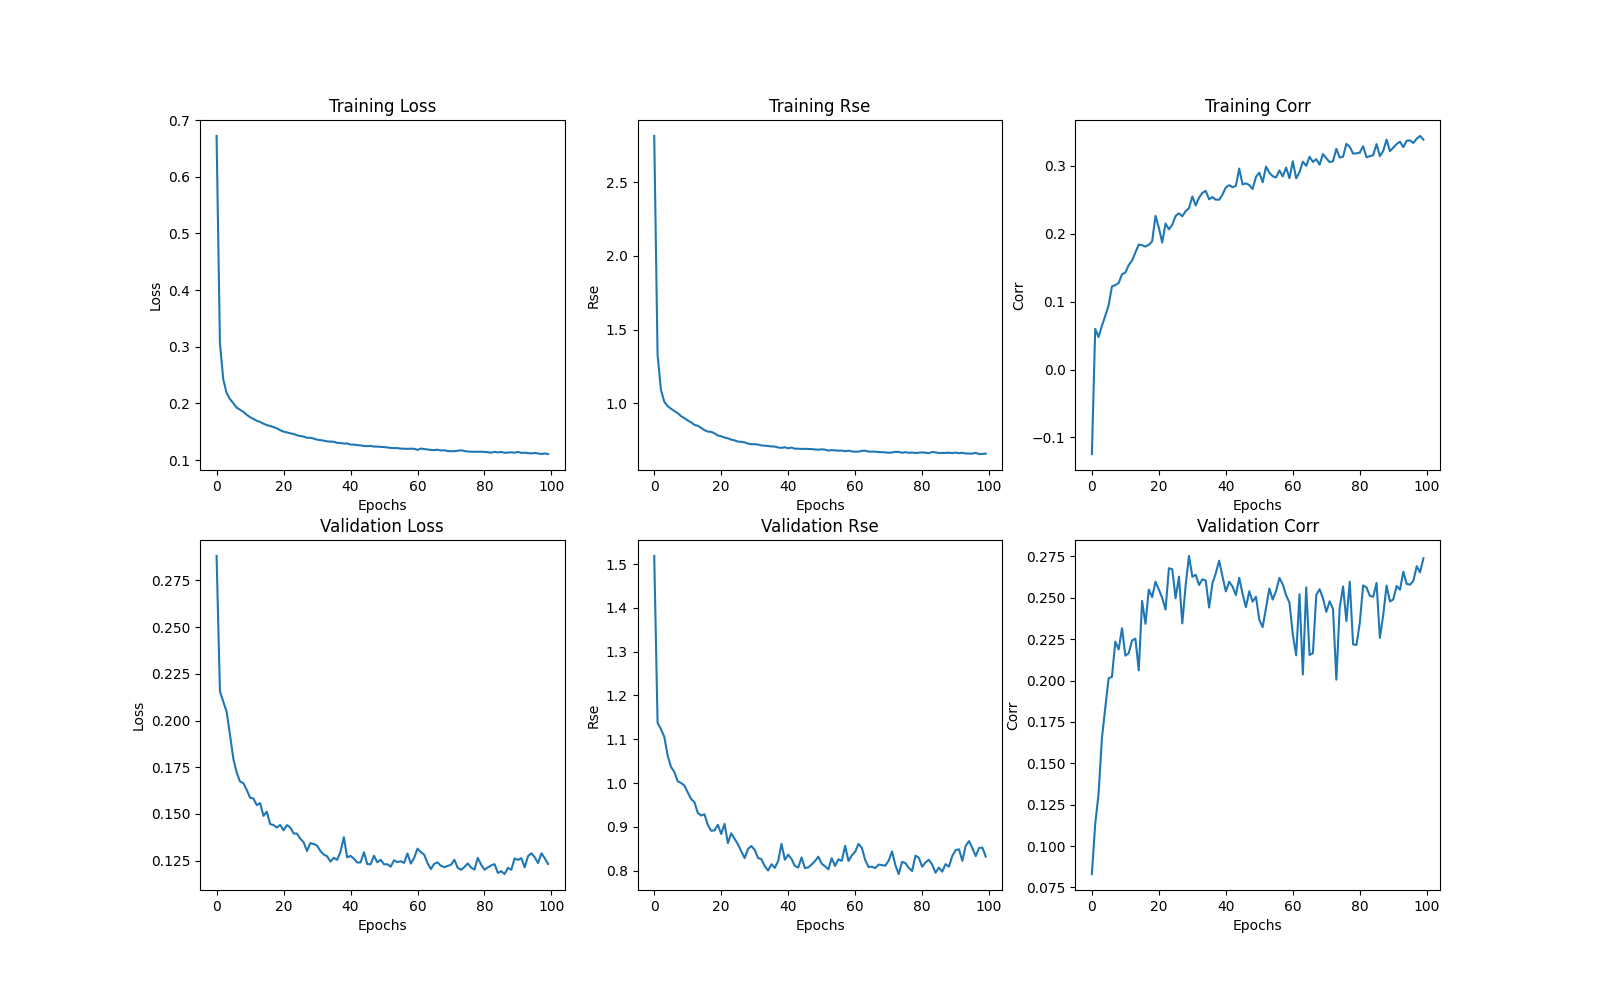 Training Loss
0.7
0.6
0.5
0.4
0.3
0.2
0.1
Loss
0 20 40 60 80 100
Epochs
Training Rse
2.5
2.0
1.5
1.0
Rse
0 20 40 60 80 100
Epochs
Training Corr
0.3
0.2
0.1
0.0
−0.1
Corr
0 20 40 60 80 100
Epochs
Validation Loss
0.275
0.250
0.225
0.200
0.175
0.150
0.125
Loss
0 20 40 60 80 100
Epochs
Validation Rse
1.5
1.4
1.3
1.2
1.1
1.0
0.9
0.8
Rse
0 20 40 60 80 100
Epochs
Validation Corr
0.275
0.250
0.225
0.200
0.175
0.150
0.125
0.100
0.075
Corr
0 20 40 60 80 100
Epochs